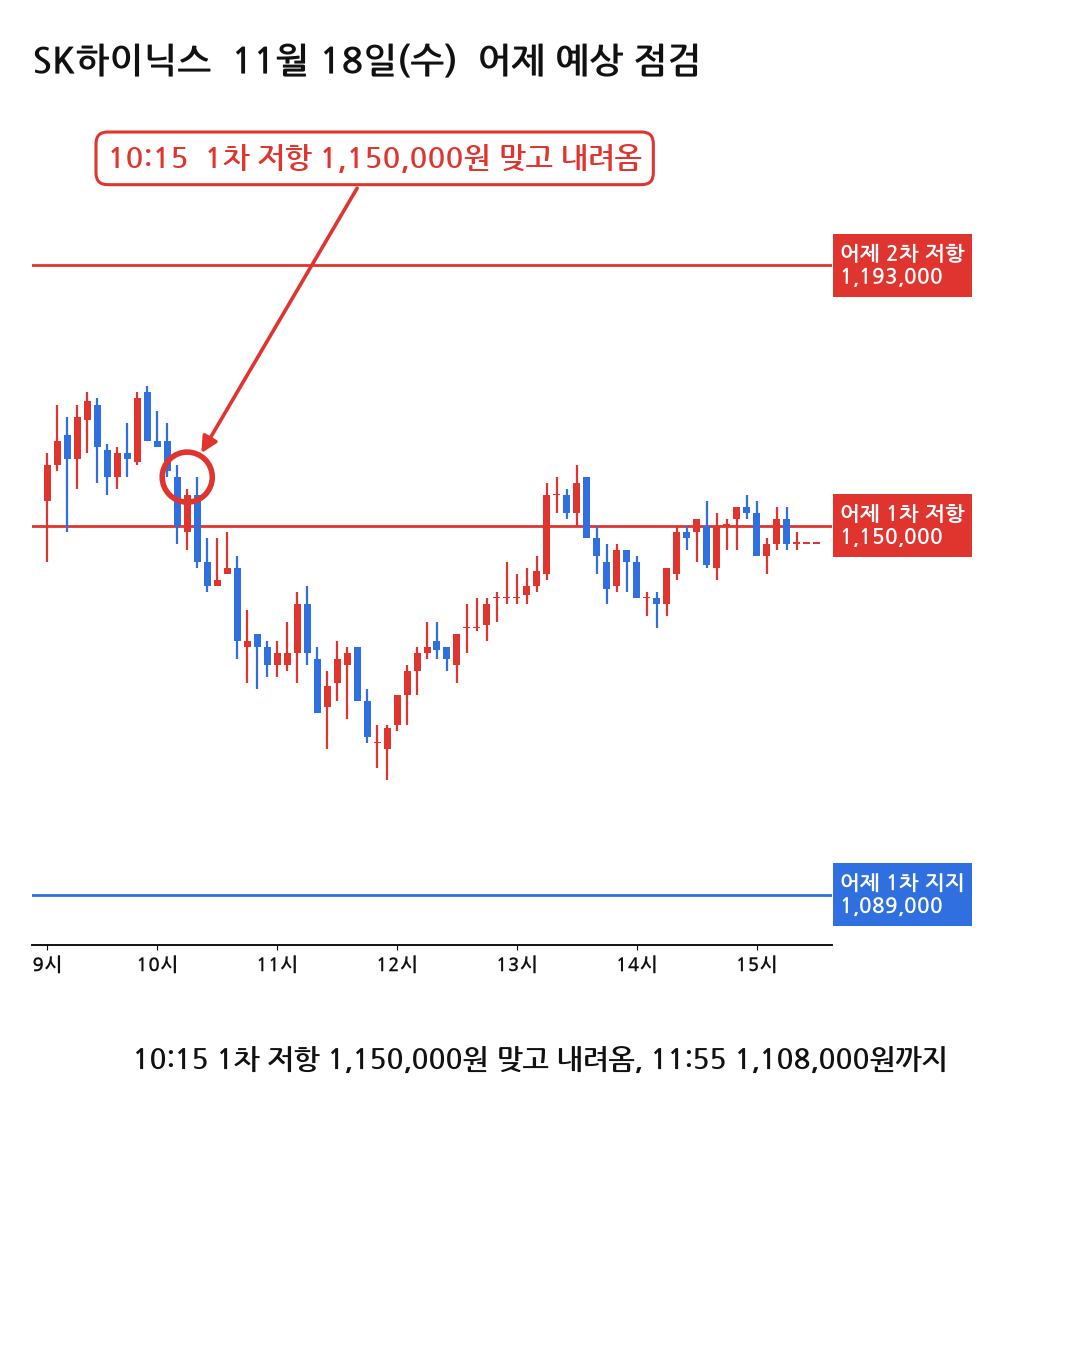 SK하이닉스 11월 18일(수) 어제 예상 점검
10:15 1차 저항 1,150,000원 맞고 내려옴
어제 2차 저항
1,193,000
어제 1차 저항
1,150,000
어제 1차 지지
1,089,000
9시 10시 11시 12시 13시 14시 15시
10:15 1차 저항 1,150,000원 맞고 내려옴, 11:55 1,108,000원까지